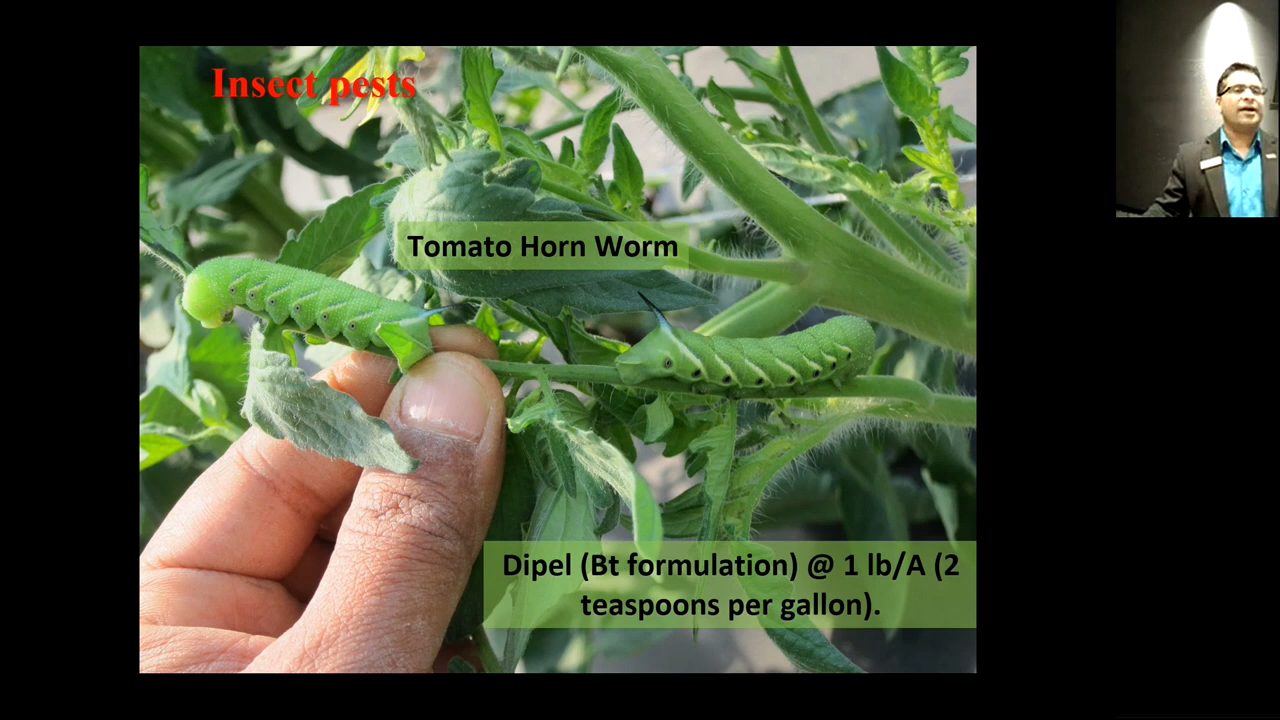 Insect pests
Tomato Horn Worm
Dipel (Bt formulation) @ 1 lb/A (2
teaspoons per gallon).